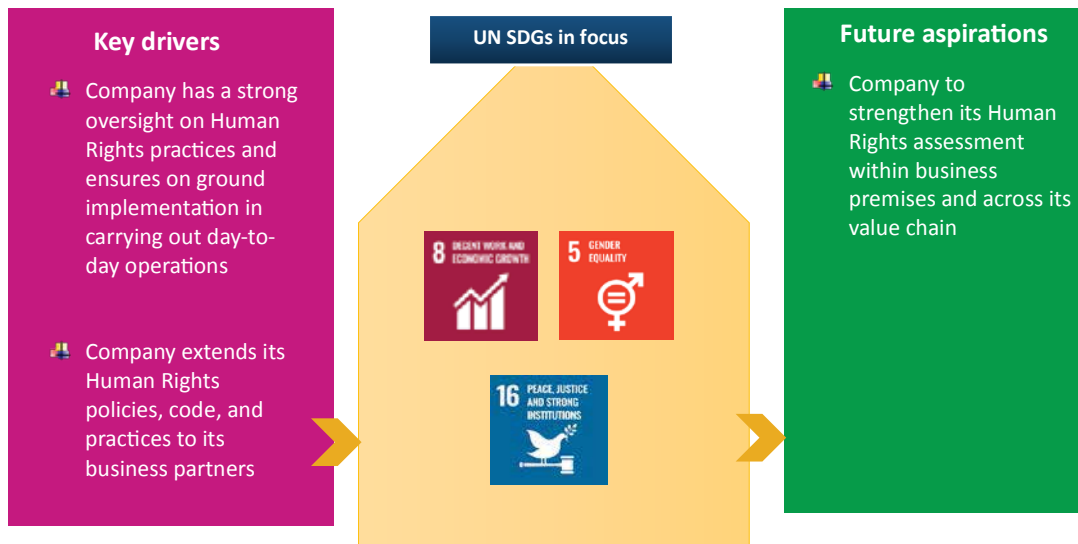 Key drivers
Company has a strong
oversight on Human
Rights practices and
ensures on ground
implementation in
carrying out day-to-
day operations
Company extends its
Human Rights
policies, code, and
practices to its
business partners
UN SDGs in focus
8 DECENT WORK AND
ECONOMIC GROWTH
5 GENDER
EQUALITY
16 PEACE, JUSTICE
AND STRONG
INSTITUTIONS
Future aspirations
Company to
strengthen its Human
Rights assessment
within business
premises and across its
value chain